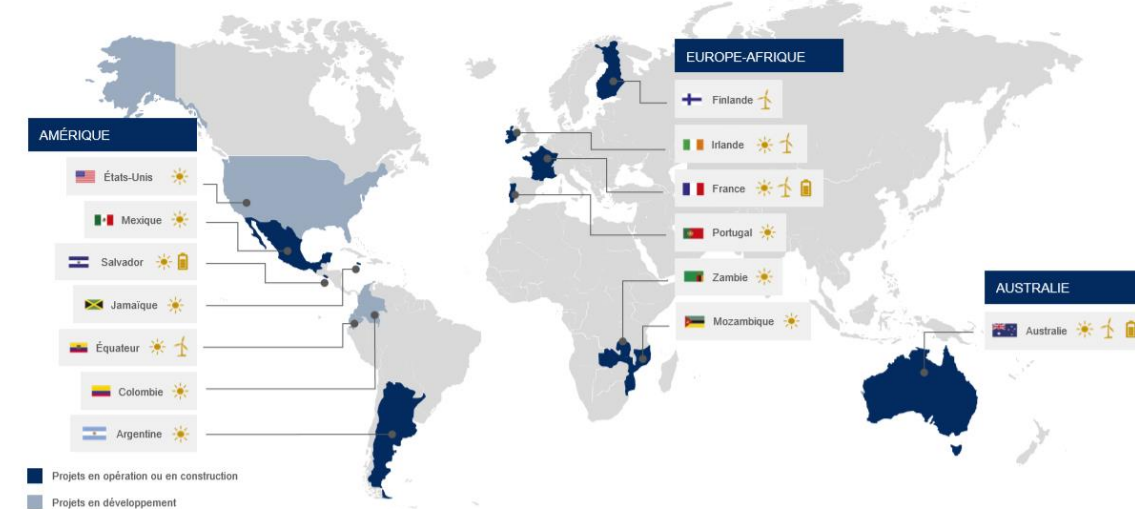 AMÉRIQUE
États-Unis
Mexique
Salvador
Jamaïque
Équateur
Colombie
Argentine
Projets en opération ou en construction
Projets en développement
EUROPE-AFRIQUE
Finlande
Irlande
France
Portugal
Zambie
Mozambique
AUSTRALIE
Australie